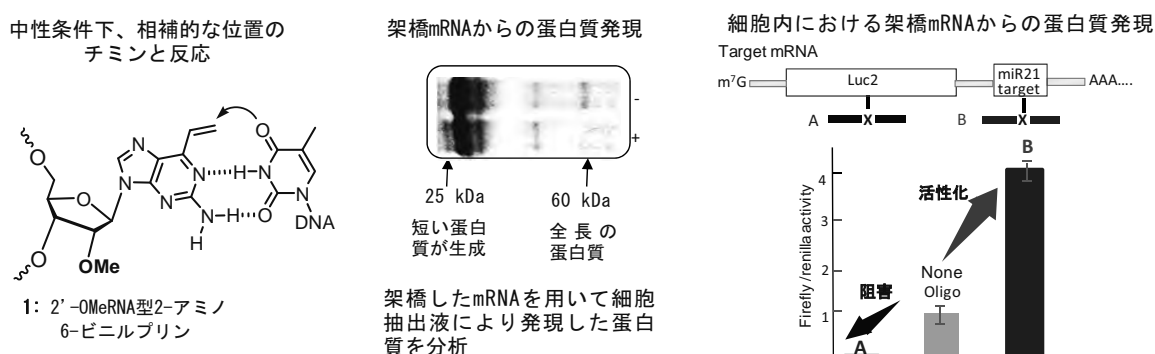 中性条件下、相補的な位置の
チミンと反応
O
N
N
N
N
N
H
N
N
H
O
O
O
O
O
N
H
DNA
OMe
1: 2'-OMeRNA型2-アミノ
6-ビニルプリン
架橋mRNAからの蛋白質発現
-
+
25 kDa
60 kDa
短い蛋白
質が生成
全長の
蛋白質
架橋したmRNAを用いて細胞
抽出液により発現した蛋白
質を分析
細胞内における架橋mRNAからの蛋白質発現
Target mRNA
m⁷G
Luc2
miR21
target
AAA....
A
X
B
X
Firefly/renilla activity
4
3
2
1
B
活性化
None
Oligo
阻害
A